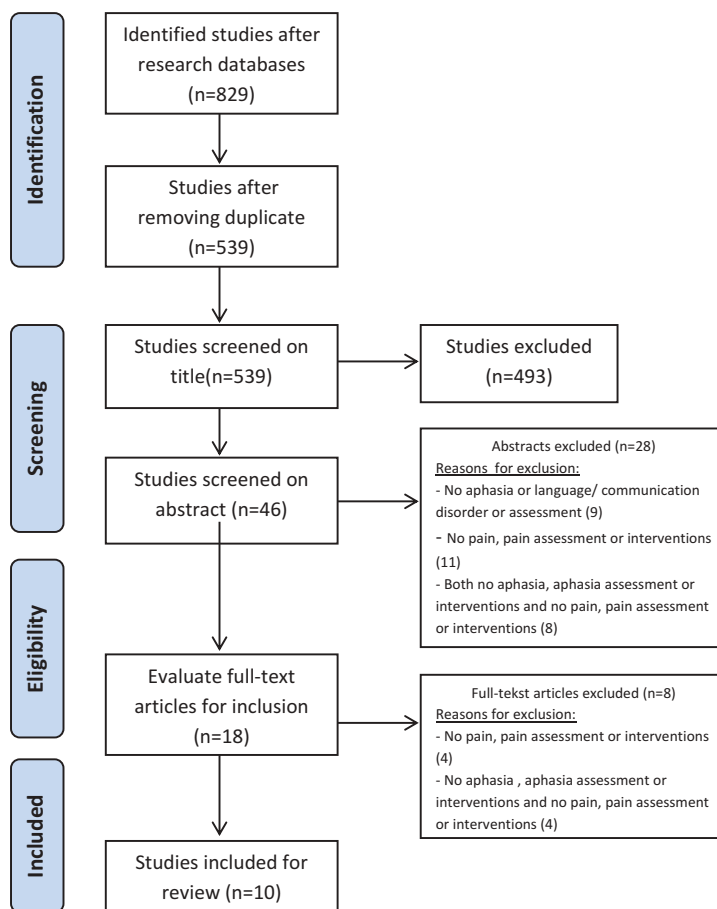 Identification
Identified studies after
research databases
(n=829)
Studies after
removing duplicate
(n=539)
Screening
Studies screened on
title(n=539)
Studies excluded
(n=493)
Studies screened on
abstract (n=46)
Abstracts excluded (n=28)
Reasons for exclusion:
- No aphasia or language/ communication
disorder or assessment (9)
- No pain, pain assessment or interventions
(11)
- Both no aphasia, aphasia assessment or
interventions and no pain, pain assessment
or interventions (8)
Eligibility
Evaluate full-text
articles for inclusion
(n=18)
Full-tekst articles excluded (n=8)
Reasons for exclusion:
- No pain, pain assessment or interventions
(4)
- No aphasia , aphasia assessment or
interventions and no pain, pain assessment
or interventions (4)
Included
Studies included for
review (n=10)